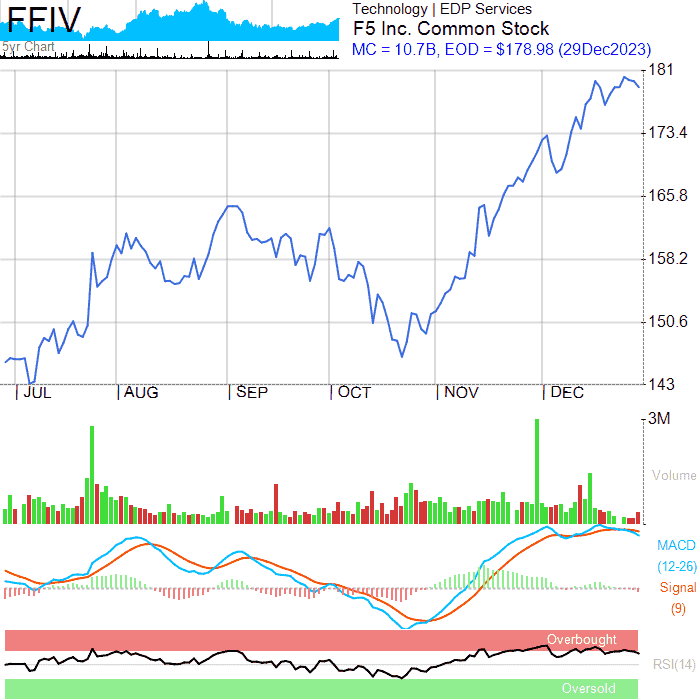 FFIV
5yr Chart
Technology | EDP Services
F5 Inc. Common Stock
MC = 10.7B, EOD = $178.98 (29Dec2023)
181
173.4
165.8
158.2
150.6
143
JUL AUG SEP OCT NOV DEC
3M
Volume
MACD
(12-26)
Signal
(9)
Overbought
RSI(14)
Oversold